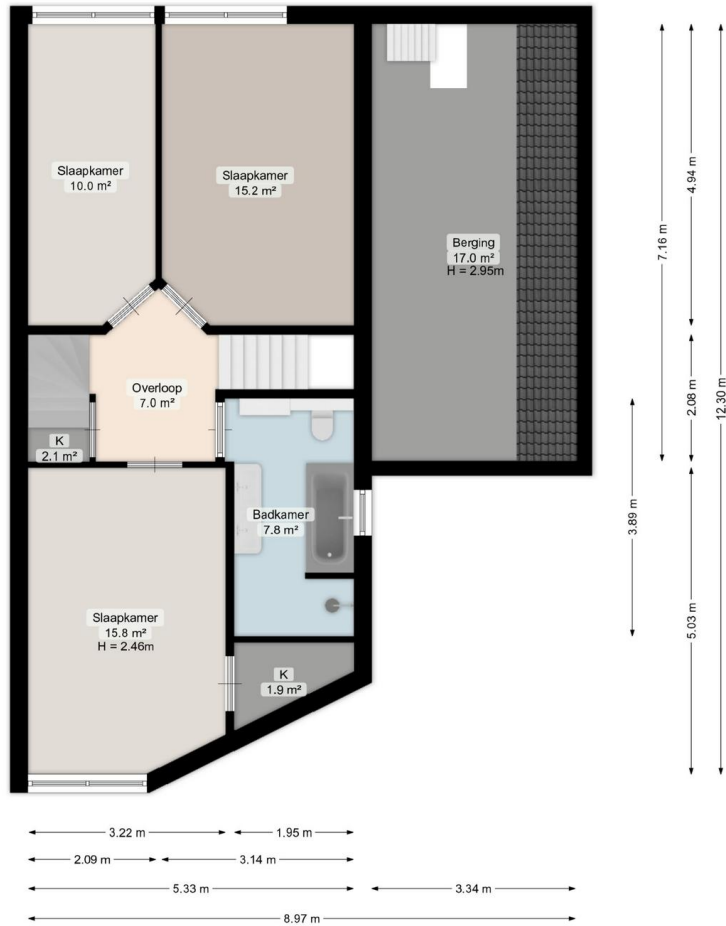 Slaapkamer
10.0 m²
Slaapkamer
15.2 m²
Berging
17.0 m²
H = 2.95m
Overloop
7.0 m²
K
2.1 m²
Badkamer
7.8 m²
Slaapkamer
15.8 m²
H = 2.46m
K
1.9 m²
4.94 m
7.16 m
2.08 m
12.30 m
3.89 m
5.03 m
3.22 m
1.95 m
2.09 m
3.14 m
5.33 m
3.34 m
8.97 m